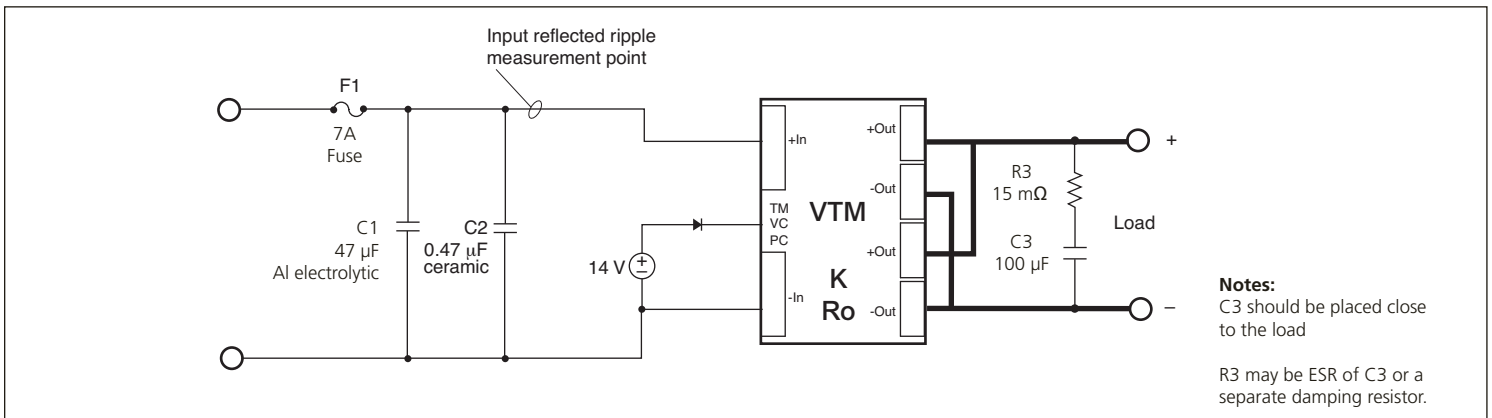 Input reflected ripple
measurement point
F1
7A
Fuse
C1
47 µF
Al electrolytic
C2
0.47 µF
ceramic
14 V
+In
TM
VC
PC
-In
VTM
K
Ro
+Out
-Out
+Out
-Out
R3
15 mΩ
C3
100 µF
+
Load
–
Notes:
C3 should be placed close
to the load
R3 may be ESR of C3 or a
separate damping resistor.